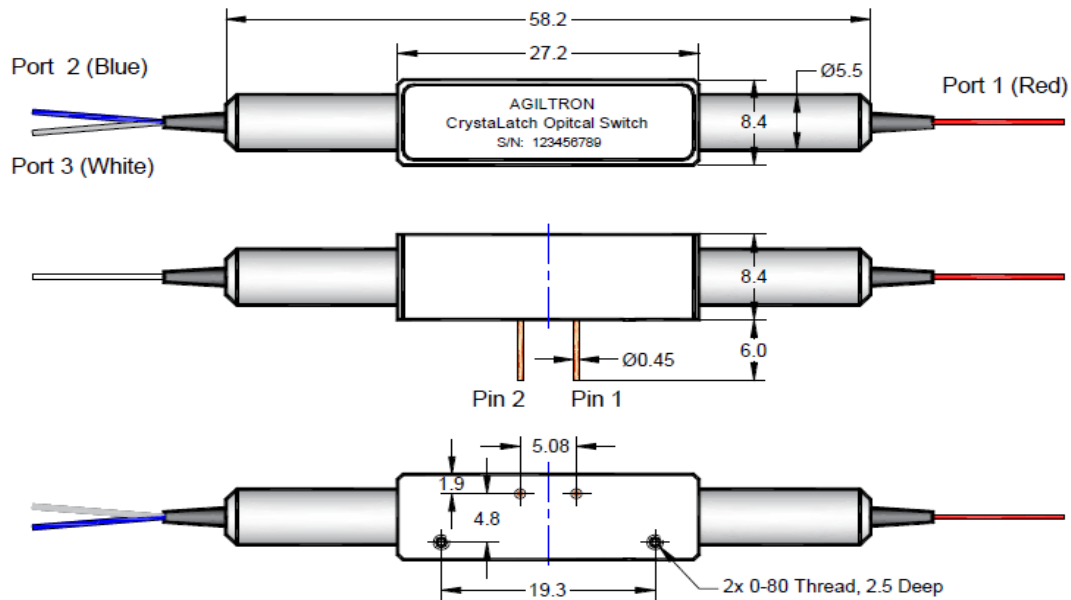 58.2
27.2
Port 2 (Blue)
Ø5.5
Port 1 (Red)
AGILTRON
CrystaLatch Opitcal Switch
S/N: 123456789
8.4
Port 3 (White)
8.4
Ø0.45
6.0
Pin 2
Pin 1
5.08
1.9
4.8
19.3
2x 0-80 Thread, 2.5 Deep